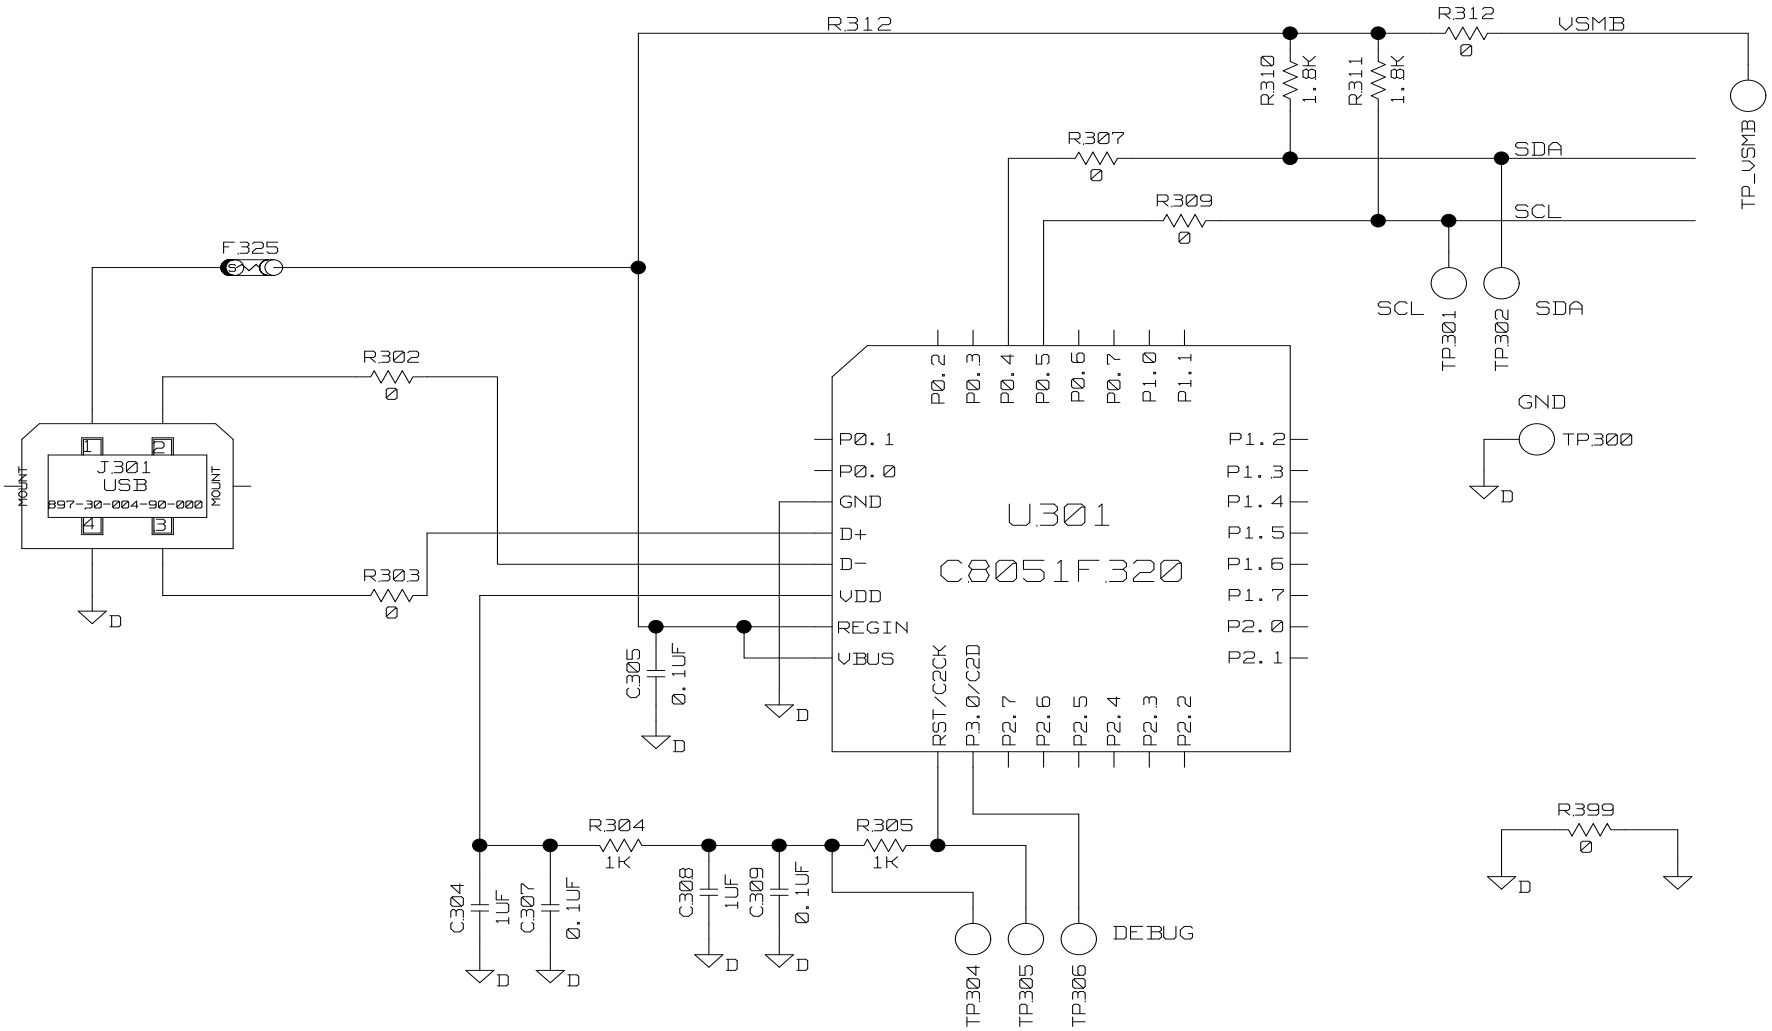 R312
R312
VSMB
0
R310
1.8K
R311
1.8K
TP_VSMB
R307
0
SDA
R309
0
SCL
F325
S
SCL
SDA
TP301
TP302
R302
0
P0.2
P0.3
P0.4
P0.5
P0.6
P0.7
P1.0
P1.1
GND
TP300
D
1
2
J301
USB
897-30-004-90-000
MOUNT
MOUNT
4
3
D
P0.1
P0.0
GND
D+
D-
VDD
REGIN
VBUS
U301
C8051F320
P1.2
P1.3
P1.4
P1.5
P1.6
P1.7
P2.0
P2.1
R303
0
C305
0.1UF
D
D
RST/C2CK
P3.0/C2D
P2.7
P2.6
P2.5
P2.4
P2.3
P2.2
R304
1K
R305
1K
R399
0
D
C304
1UF
C307
0.1UF
C308
1UF
C309
0.1UF
D
D
D
D
DEBUG
TP304
TP305
TP306